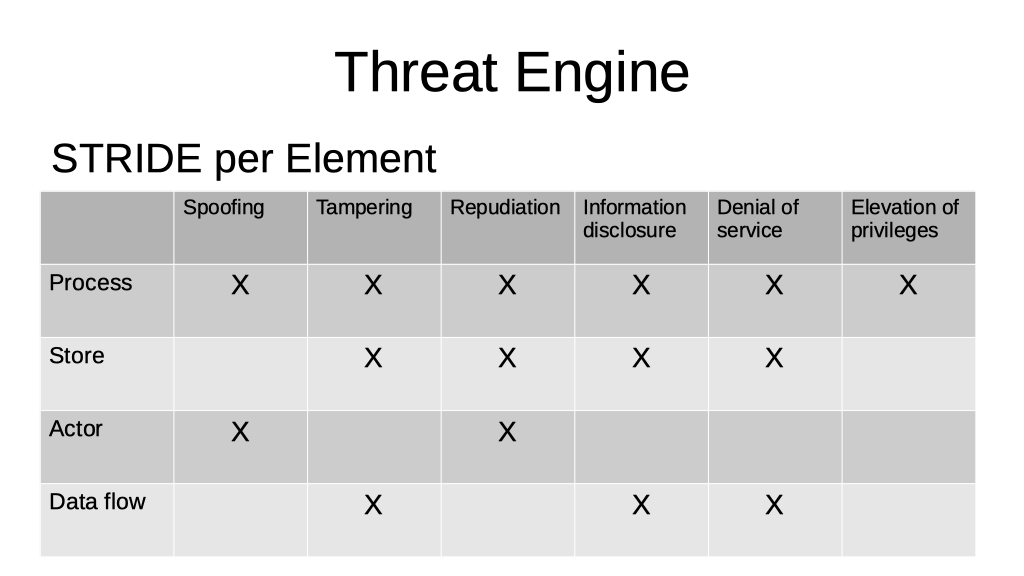 Threat Engine
STRIDE per Element
Spoofing Tampering Repudiation Information disclosure Denial of service Elevation of privileges
Process X X X X X X
Store X X X X
Actor X X
Data flow X X X